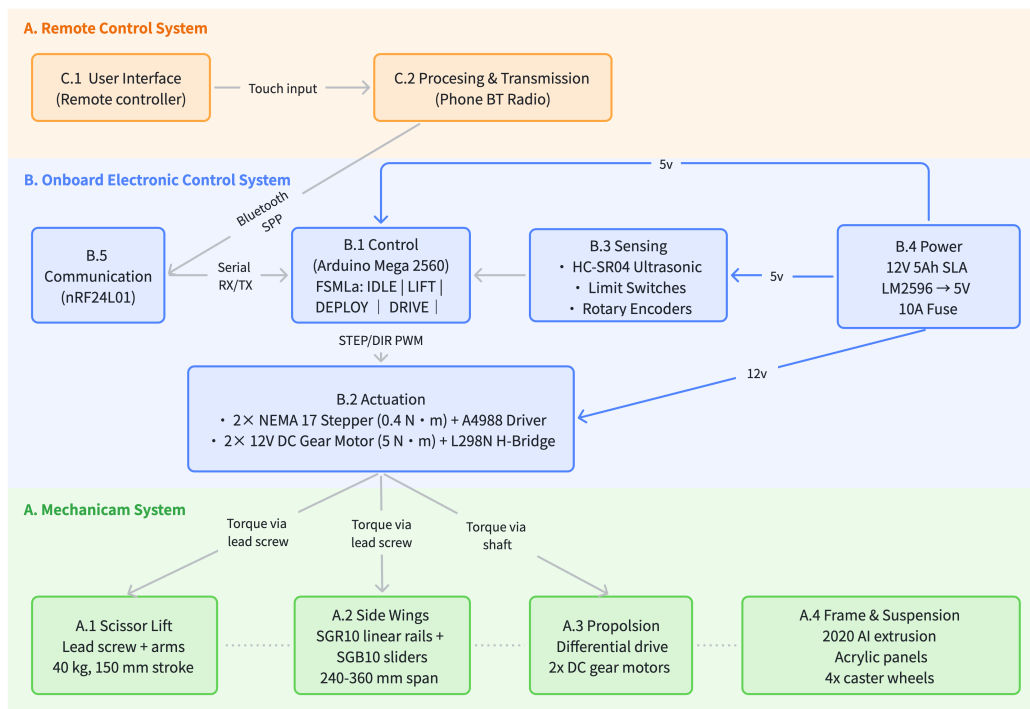 A. Remote Control System
C.1 User Interface
(Remote controller)
Touch input
C.2 Procesing & Transmission
(Phone BT Radio)
B. Onboard Electronic Control System
5v
Bluetooth
SPP
B.5
Communication
(nRF24L01)
Serial
RX/TX
B.1 Control
(Arduino Mega 2560)
FSMLa: IDLE | LIFT |
DEPLOY | DRIVE |
B.3 Sensing
• HC-SR04 Ultrasonic
• Limit Switches
• Rotary Encoders
5v
B.4 Power
12V 5Ah SLA
LM2596 → 5V
10A Fuse
STEP/DIR PWM
12v
B.2 Actuation
• 2× NEMA 17 Stepper (0.4 N•m) + A4988 Driver
• 2× 12V DC Gear Motor (5 N•m) + L298N H-Bridge
A. Mechanicam System
Torque via
lead screw
Torque via
lead screw
Torque via
shaft
A.1 Scissor Lift
Lead screw + arms
40 kg, 150 mm stroke
A.2 Side Wings
SGR10 linear rails +
SGB10 sliders
240-360 mm span
A.3 Propolsion
Differential drive
2x DC gear motors
A.4 Frame & Suspension
2020 AI extrusion
Acrylic panels
4x caster wheels